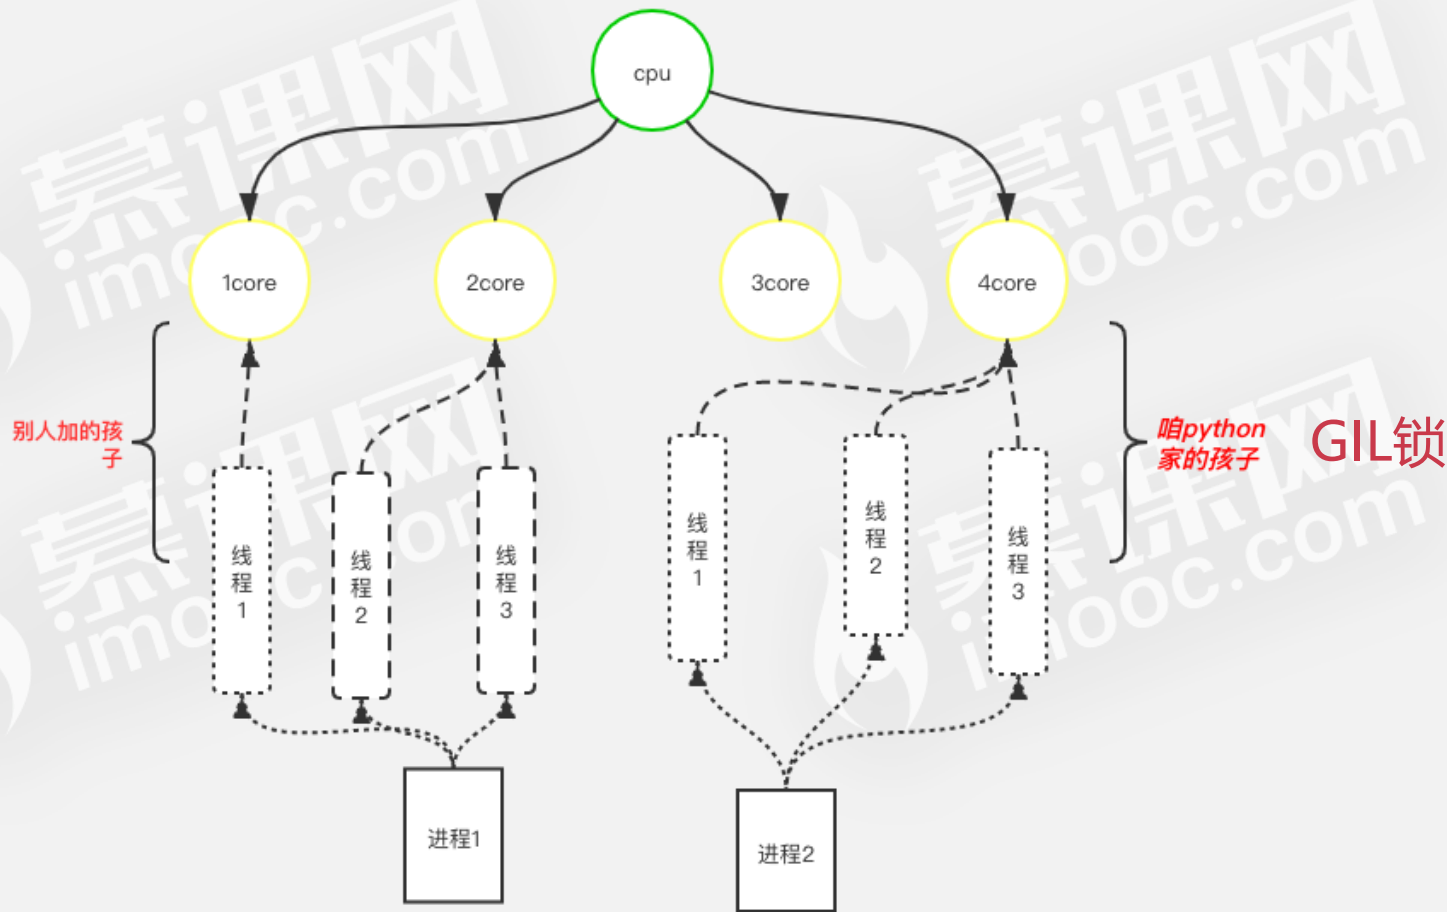 cpu
1core
2core
3core
4core
别人加的孩
子
咱python
家的孩子
GIL锁
线
程
1
线
程
2
线
程
3
线
程
1
线
程
2
线
程
3
进程1
进程2
慕课网
imooc.com
慕课网
imooc.com
慕课网
imooc.com
慕课网
imooc.com